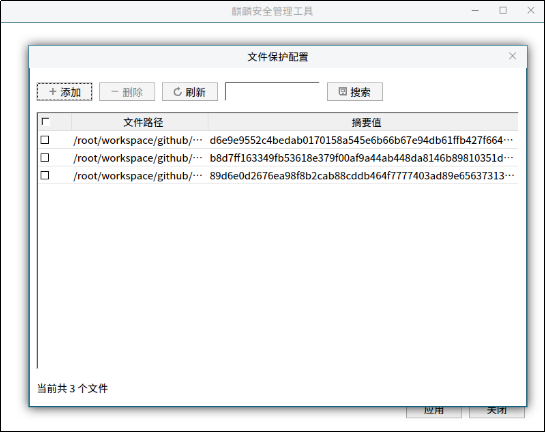 麒麟安全管理工具
文件保护配置
添加 删除 刷新 搜索
文件路径 摘要值
/root/workspace/github/··· d6e9e9552c4bedab0170158a545e6b66b67e94db61ffb427f664···
/root/workspace/github/··· b8d7ff163349fb53618e379f00af9a44ab448da8146b89810351d···
/root/workspace/github/··· 89d6e0d2676ea98f8b2cab88cddb464f7777403ad89e65637313···
当前共 3 个文件
应用 关闭